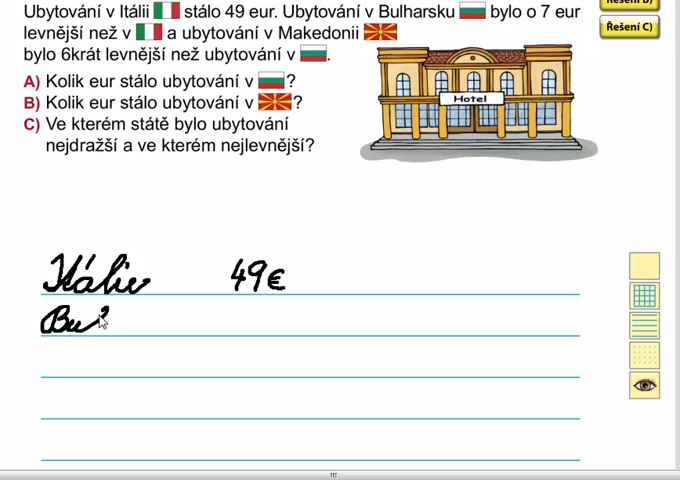 Řešení B)
Ubytování v Itálii stálo 49 eur. Ubytování v Bulharsku bylo o 7 eur
levnější než v a ubytování v Makedonii
Řešení C)
bylo 6krát levnější než ubytování v .
A) Kolik eur stálo ubytování v ?
B) Kolik eur stálo ubytování v ?
C) Ve kterém státě bylo ubytování
nejdražší a ve kterém nejlevnější?
Hotel
Itálie 49€
Bul